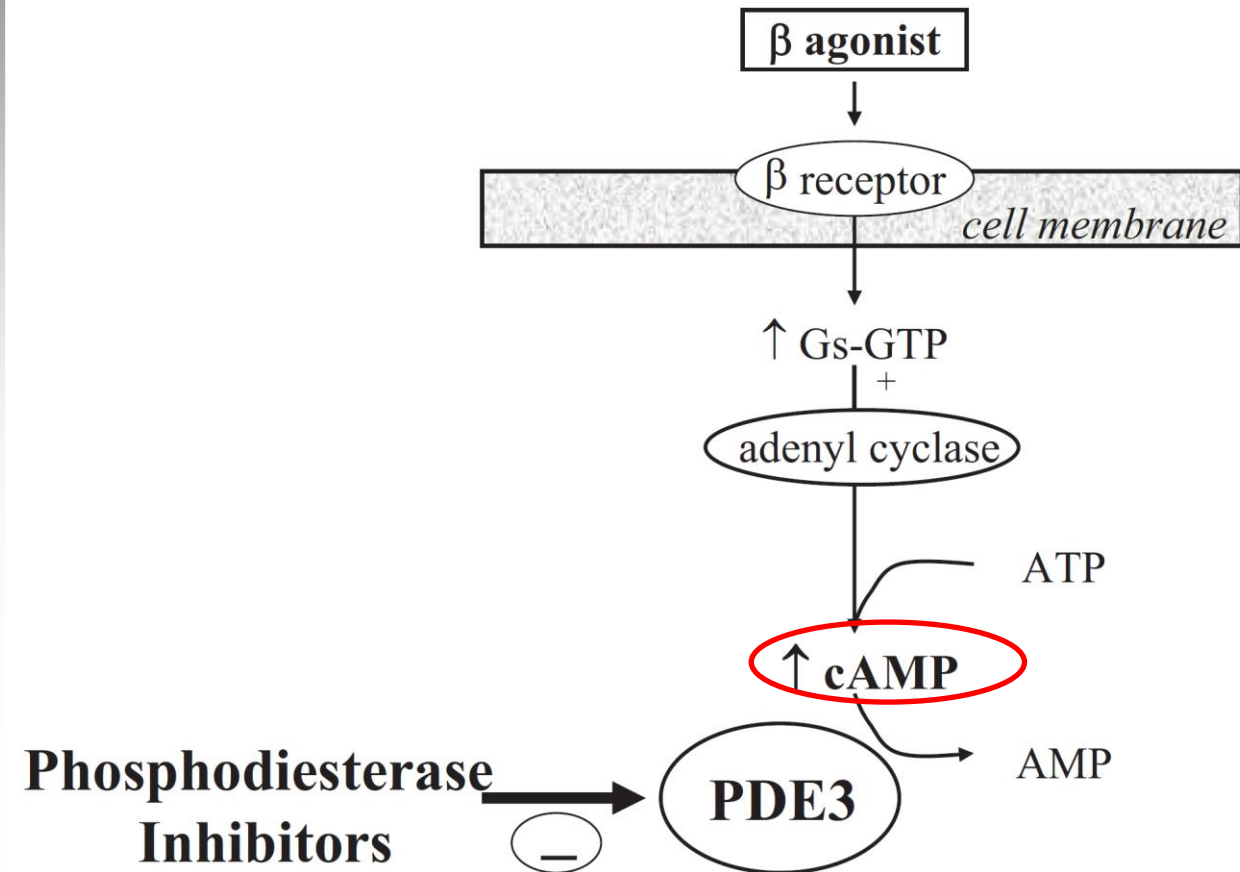 β agonist
β receptor
cell membrane
↑ Gs-GTP
+
adenyl cyclase
ATP
↑ cAMP
AMP
Phosphodiesterase
Inhibitors
–
PDE3